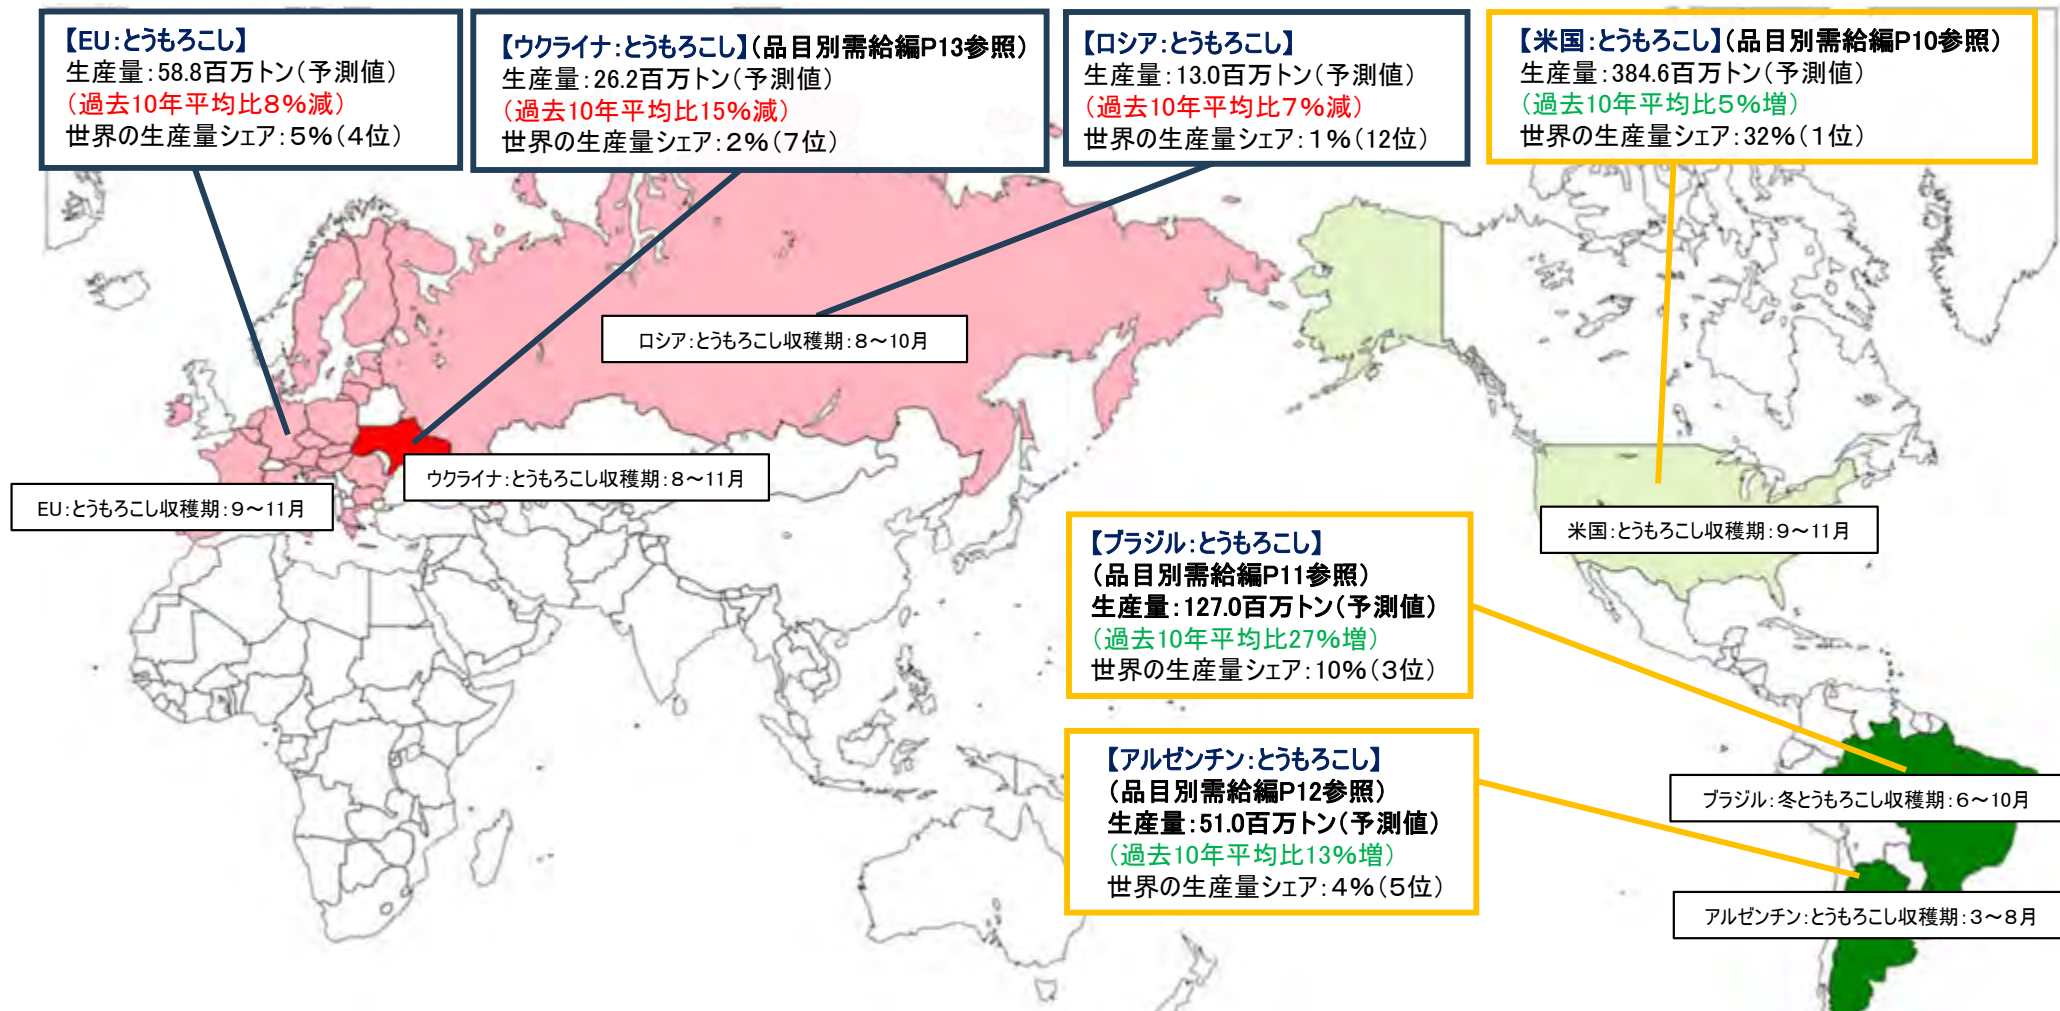 【EU:とうもろこし】
生産量:58.8百万トン(予測値)
(過去10年平均比8%減)
世界の生産量シェア:5%(4位)
【ウクライナ:とうもろこし】(品目別需給編P13参照)
生産量:26.2百万トン(予測値)
(過去10年平均比15%減)
世界の生産量シェア:2%(7位)
【ロシア:とうもろこし】
生産量:13.0百万トン(予測値)
(過去10年平均比7%減)
世界の生産量シェア:1%(12位)
【米国:とうもろこし】(品目別需給編P10参照)
生産量:384.6百万トン(予測値)
(過去10年平均比5%増)
世界の生産量シェア:32%(1位)
ロシア:とうもろこし収穫期:8~10月
ウクライナ:とうもろこし収穫期:8~11月
EU:とうもろこし収穫期:9~11月
米国:とうもろこし収穫期:9~11月
【ブラジル:とうもろこし】
(品目別需給編P11参照)
生産量:127.0百万トン(予測値)
(過去10年平均比27%増)
世界の生産量シェア:10%(3位)
【アルゼンチン:とうもろこし】
(品目別需給編P12参照)
生産量:51.0百万トン(予測値)
(過去10年平均比13%増)
世界の生産量シェア:4%(5位)
ブラジル:冬とうもろこし収穫期:6~10月
アルゼンチン:とうもろこし収穫期:3~8月